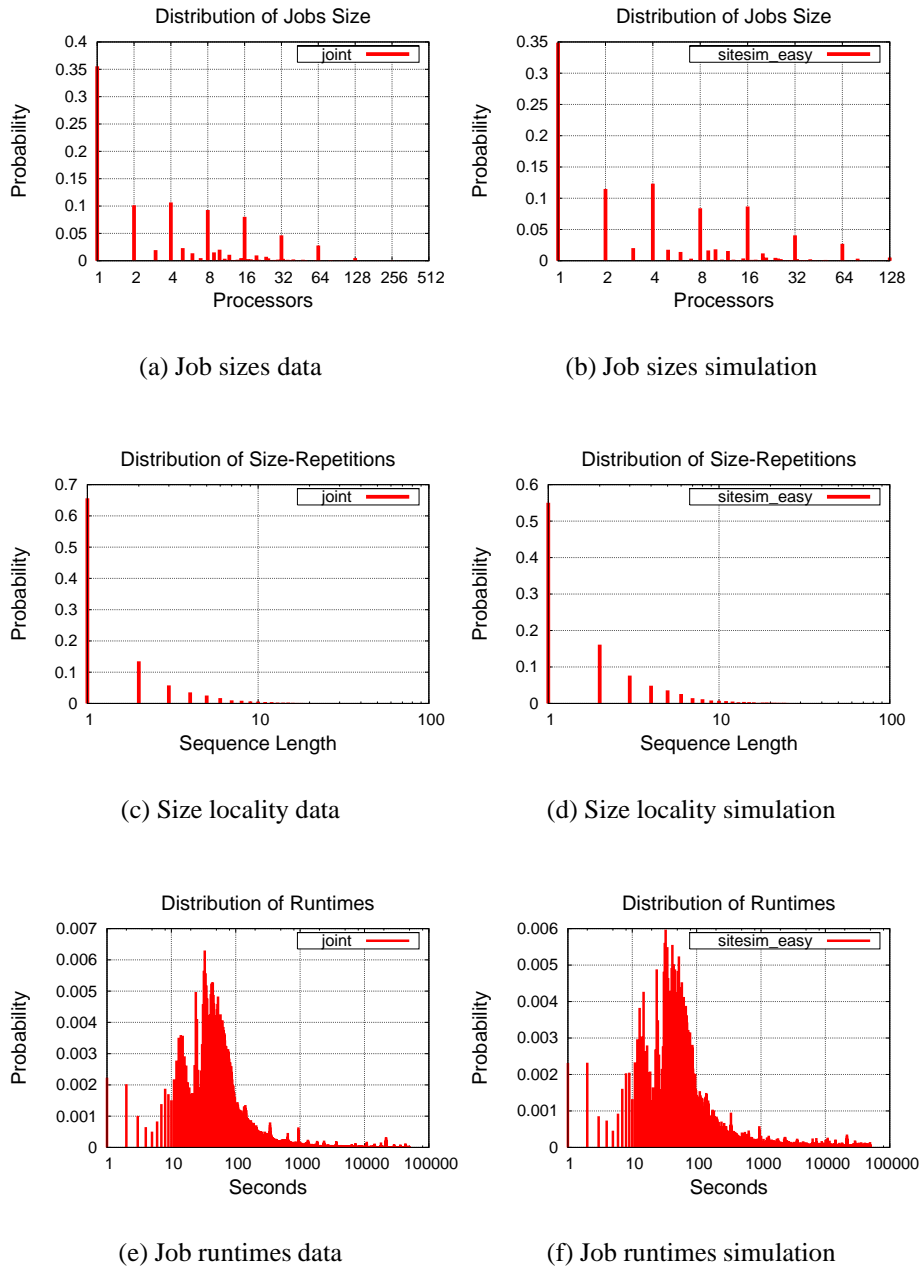 Distribution of Jobs Size
joint
0.4
0.35
0.3
0.25
0.2
0.15
0.1
0.05
0
Probability
1 2 4 8 16 32 64 128 256 512
Processors
(a) Job sizes data
Distribution of Jobs Size
sitesim_easy
0.35
0.3
0.25
0.2
0.15
0.1
0.05
0
Probability
1 2 4 8 16 32 64 128
Processors
(b) Job sizes simulation
Distribution of Size-Repetitions
joint
0.7
0.6
0.5
0.4
0.3
0.2
0.1
0
Probability
1 10 100
Sequence Length
(c) Size locality data
Distribution of Size-Repetitions
sitesim_easy
0.6
0.5
0.4
0.3
0.2
0.1
0
Probability
1 10 100
Sequence Length
(d) Size locality simulation
Distribution of Runtimes
joint
0.007
0.006
0.005
0.004
0.003
0.002
0.001
0
Probability
1 10 100 1000 10000 100000
Seconds
(e) Job runtimes data
Distribution of Runtimes
sitesim_easy
0.006
0.005
0.004
0.003
0.002
0.001
0
Probability
1 10 100 1000 10000 100000
Seconds
(f) Job runtimes simulation